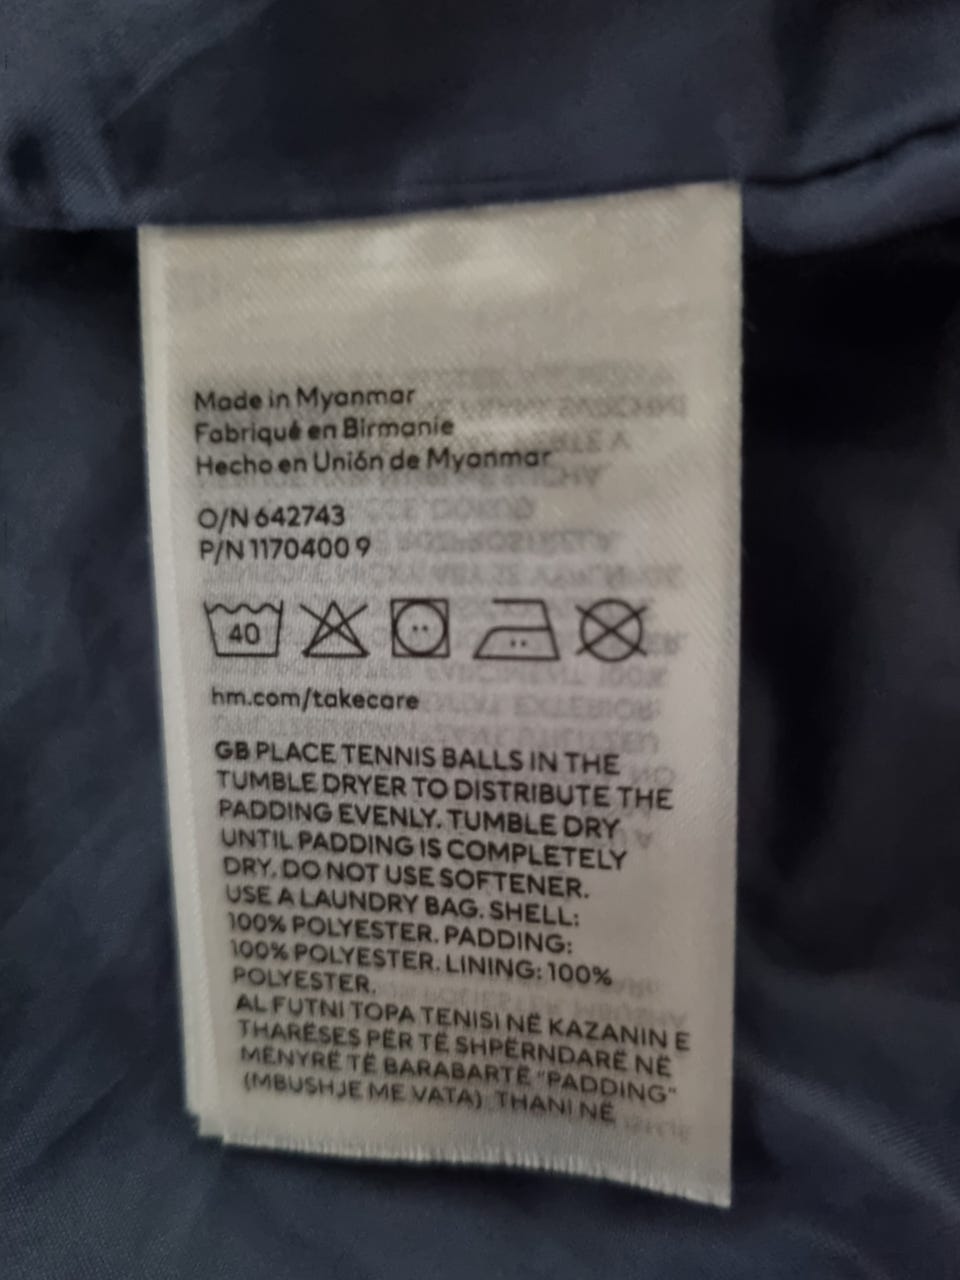 Made in Myanmar
Fabriqué en Birmanie
Hecho en Unión de Myanmar
O/N 642743
P/N 1170400 9
40
hm.com/takecare
GB PLACE TENNIS BALLS IN THE
TUMBLE DRYER TO DISTRIBUTE THE
PADDING EVENLY. TUMBLE DRY
UNTIL PADDING IS COMPLETELY
DRY. DO NOT USE SOFTENER.
USE A LAUNDRY BAG. SHELL:
100% POLYESTER. PADDING:
100% POLYESTER. LINING: 100%
POLYESTER.
AL FUTNI TOPA TENISI NË KAZANIN E
THARËSES PËR TË SHPËRNDARË NË
MËNYRË TË BARABARTË "PADDING"
(MBUSHJE ME VATA) THANI NË